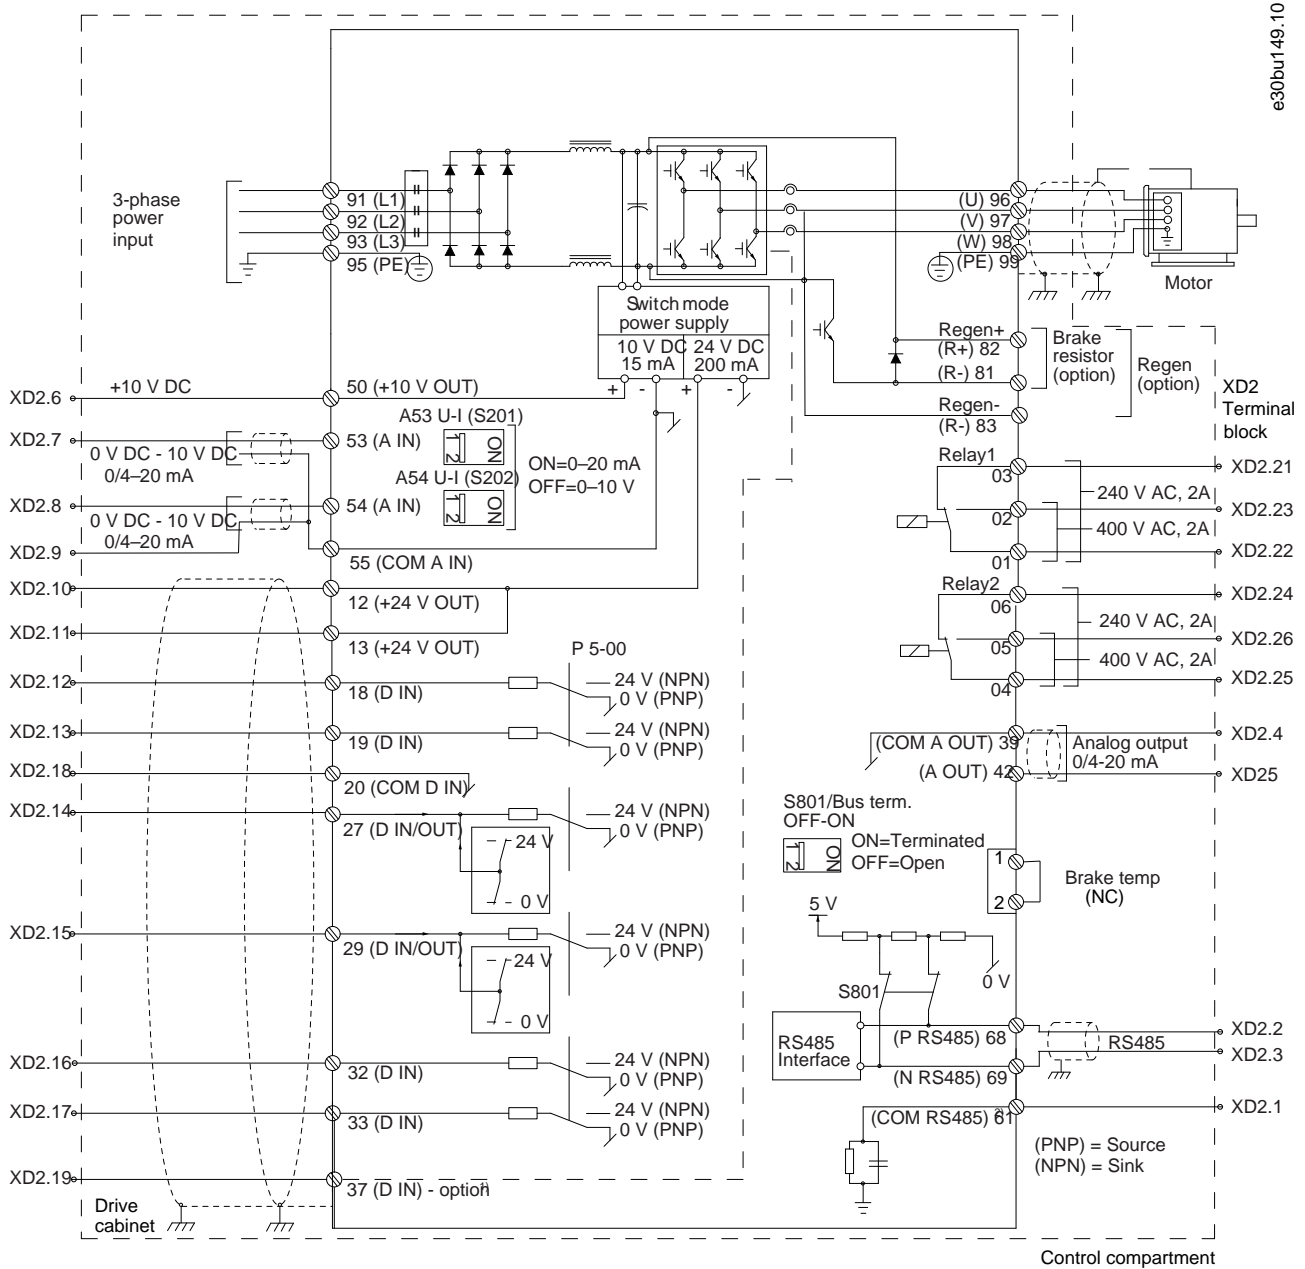 e30bu149.10
3-phase
power
input
91 (L1)
92 (L2)
93 (L3)
95 (PE)
(U) 96
(V) 97
(W) 98
(PE) 99
Motor
Switch mode
power supply
10 V DC
15 mA
24 V DC
200 mA
+ - + -
Regen+
(R+) 82
(R-) 81
Regen-
(R-) 83
Brake
resistor
(option)
Regen
(option)
XD2
Terminal
block
XD2.6
+10 V DC
50 (+10 V OUT)
XD2.7
0 V DC - 10 V DC
0/4–20 mA
53 (A IN)
A53 U-I (S201)
1 2
ON
A54 U-I (S202)
1 2
ON
ON=0–20 mA
OFF=0–10 V
XD2.8
0 V DC - 10 V DC
0/4–20 mA
54 (A IN)
XD2.9
55 (COM A IN)
XD2.10
12 (+24 V OUT)
XD2.11
13 (+24 V OUT)
P 5-00
XD2.12
18 (D IN)
24 V (NPN)
0 V (PNP)
XD2.13
19 (D IN)
24 V (NPN)
0 V (PNP)
XD2.18
20 (COM D IN)
XD2.14
27 (D IN/OUT)
24 V
0 V
24 V (NPN)
0 V (PNP)
XD2.15
29 (D IN/OUT)
24 V
0 V
24 V (NPN)
0 V (PNP)
XD2.16
32 (D IN)
24 V (NPN)
0 V (PNP)
XD2.17
33 (D IN)
24 V (NPN)
0 V (PNP)
XD2.19
37 (D IN) - option
Drive
cabinet
Relay1
03
02
01
240 V AC, 2A
400 V AC, 2A
XD2.21
XD2.23
XD2.22
Relay2
06
05
04
240 V AC, 2A
400 V AC, 2A
XD2.24
XD2.26
XD2.25
(COM A OUT) 39
(A OUT) 42
Analog output
0/4-20 mA
XD2.4
XD25
S801/Bus term.
OFF-ON
1 2
ON
ON=Terminated
OFF=Open
1
2
Brake temp
(NC)
5 V
S801
0 V
RS485
Interface
(P RS485) 68
(N RS485) 69
(COM RS485) 61
RS485
XD2.2
XD2.3
XD2.1
(PNP) = Source
(NPN) = Sink
Control compartment